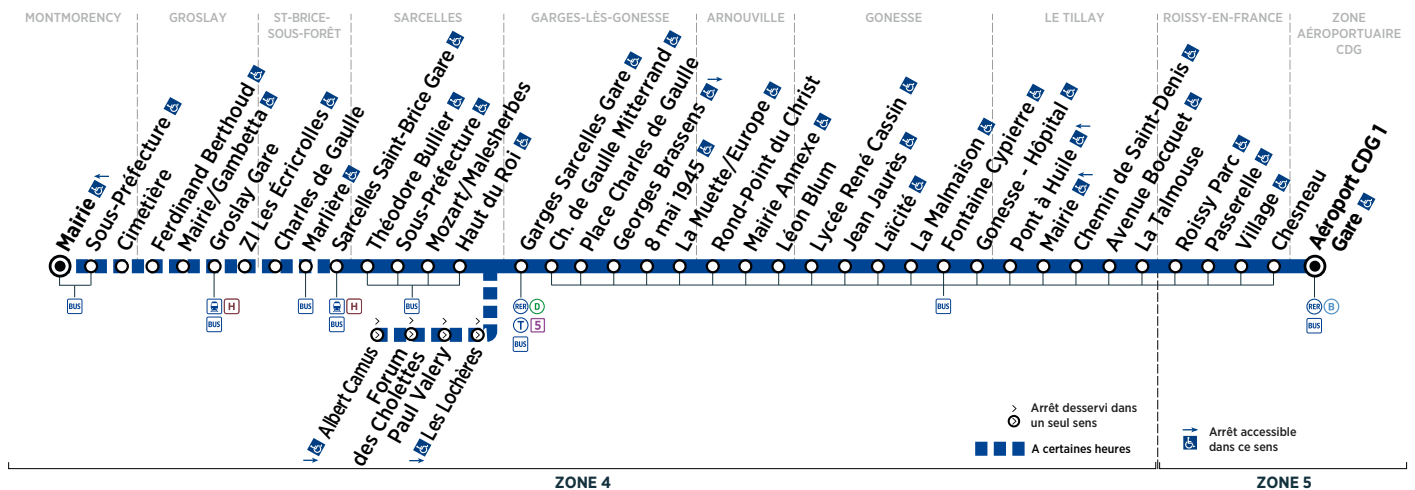 MONTMORENCY
GROSLAY
ST-BRICE-
SOUS-FORÊT
SARCELLES
GARGES-LÈS-GONESSE
ARNOUVILLE
GONESSE
LE TILLAY
ROISSY-EN-FRANCE
ZONE
AÉROPORTUAIRE
CDG
Mairie
Sous-Préfecture
Cimetière
Ferdinand Berthoud
Mairie/Gambetta
Groslay Gare
ZI Les Écricrolles
Charles de Gaulle
Marlière
Sarcelles Saint-Brice Gare
Théodore Bullier
Sous-Préfecture
Mozart/Malesherbes
Haut du Roi
Garges Sarcelles Gare
Ch. de Gaulle Mitterrand
Place Charles de Gaulle
Georges Brassens
8 mai 1945
La Muette/Europe
Rond-Point du Christ
Mairie Annexe
Léon Blum
Lycée René Cassin
Jean Jaurès
Laïcité
La Malmaison
Fontaine Cypierre
Gonesse - Hôpital
Pont à Huile
Mairie
Chemin de Saint-Denis
Avenue Bocquet
La Talmouse
Roissy Parc
Passerelle
Village
Chesneau
Aéroport CDG 1
Gare
BUS
H
BUS
BUS
H
BUS
BUS
RER D
T 5
BUS
BUS
RER B
BUS
Albert Camus
Forum
des Cholettes
Paul Valery
Les Lochères
Arrêt desservi dans
un seul sens
A certaines heures
Arrêt accessible
dans ce sens
ZONE 4
ZONE 5